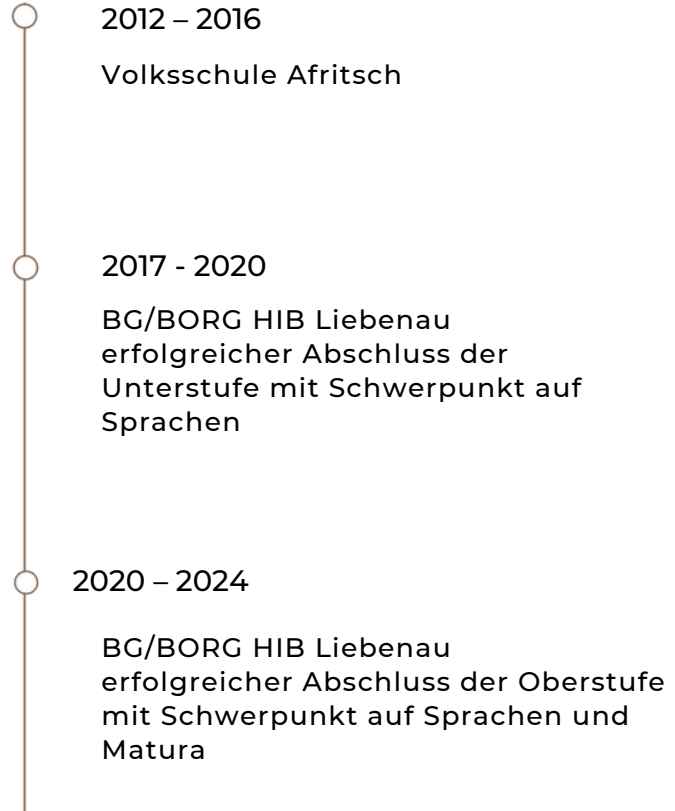 2012 – 2016
Volksschule Afritsch
2017 - 2020
BG/BORG HIB Liebenau
erfolgreicher Abschluss der
Unterstufe mit Schwerpunkt auf
Sprachen
2020 – 2024
BG/BORG HIB Liebenau
erfolgreicher Abschluss der Oberstufe
mit Schwerpunkt auf Sprachen und
Matura